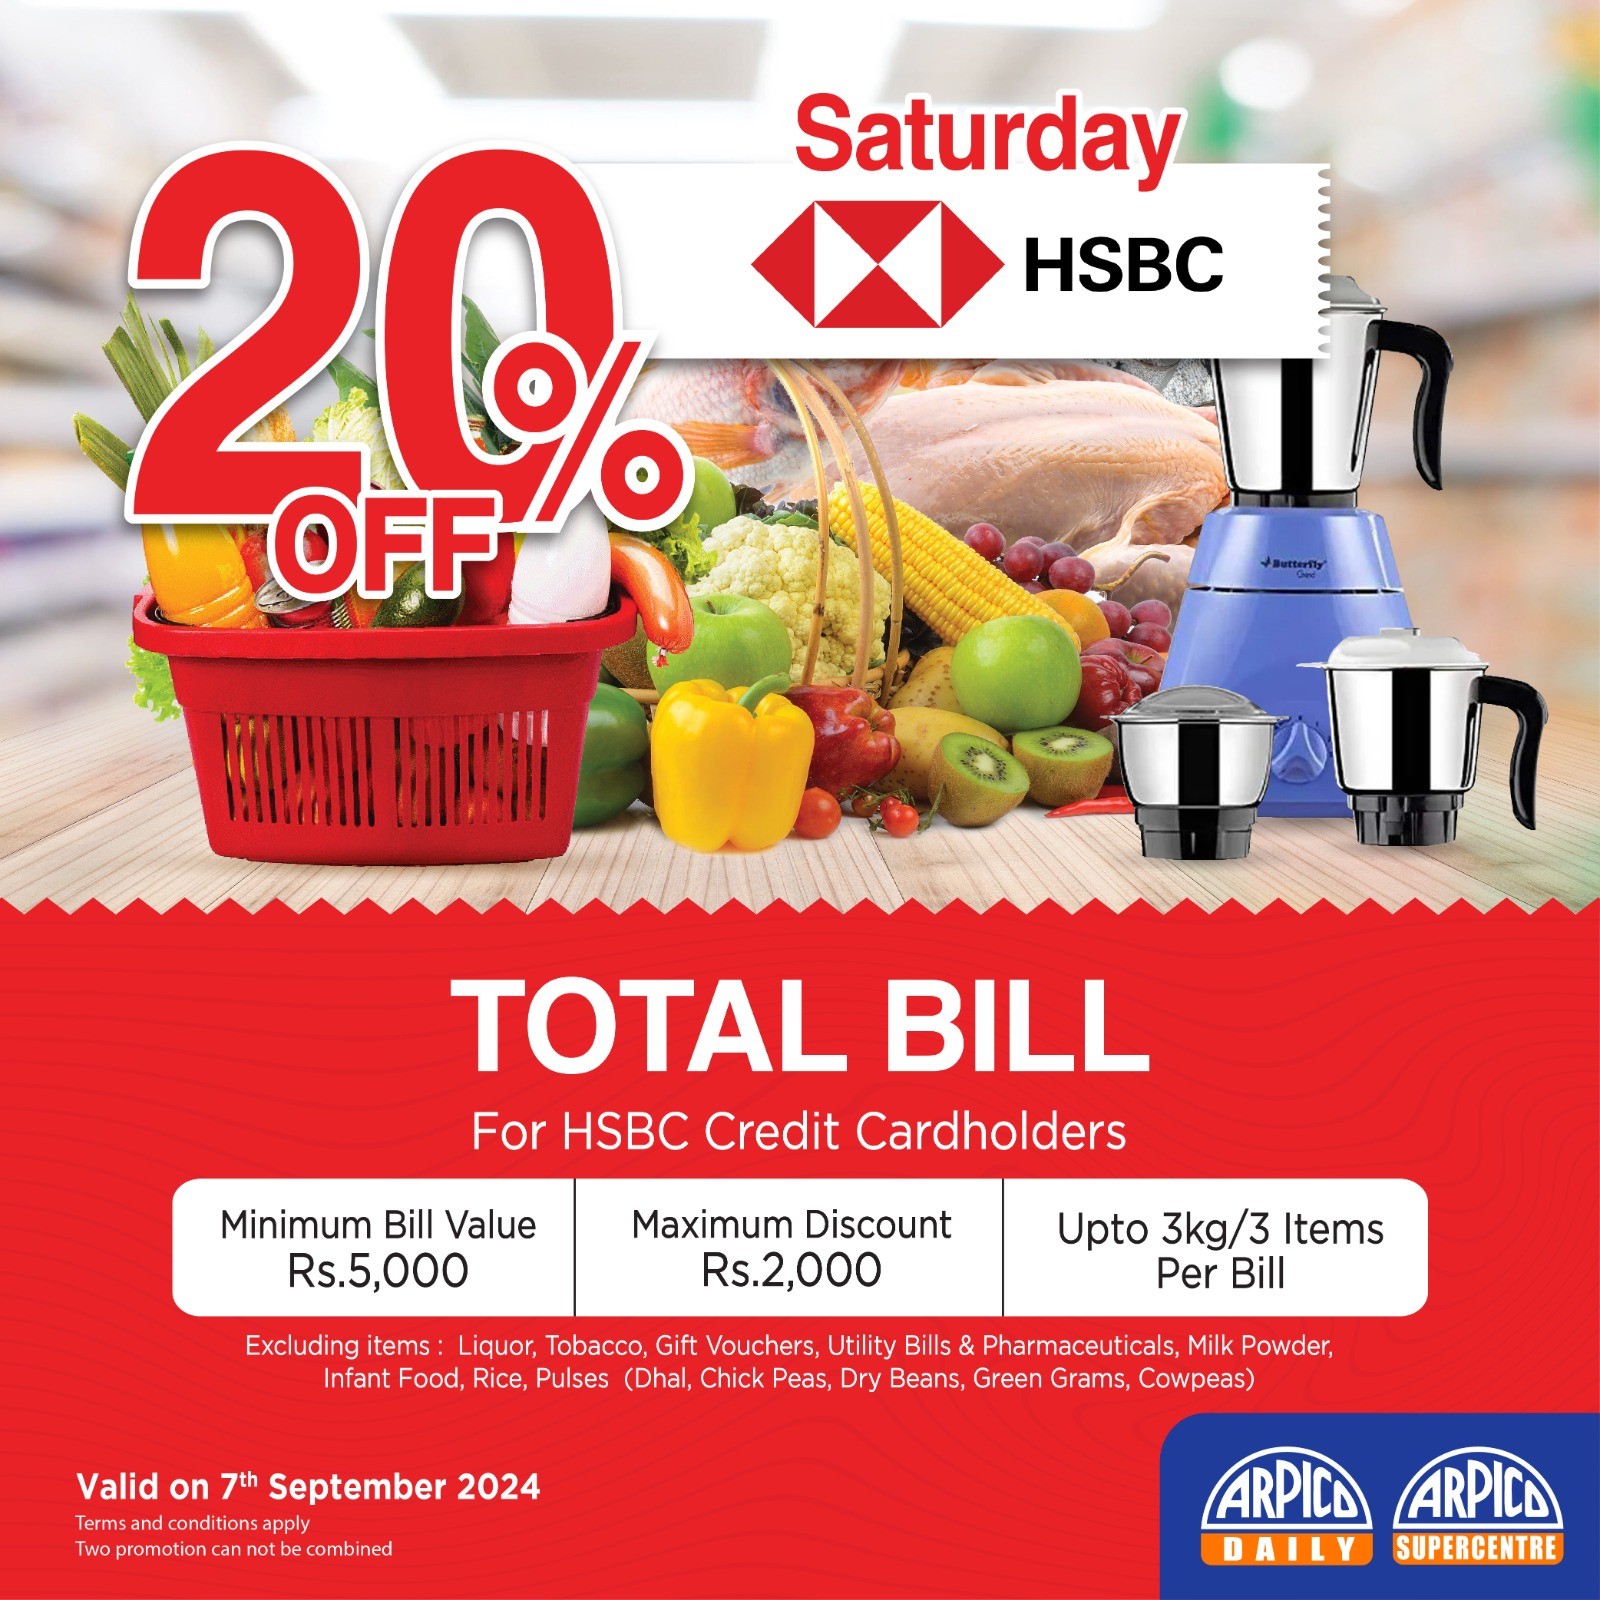 Saturday
HSBC
20%
OFF
Butterfly
TOTAL BILL
For HSBC Credit Cardholders
Minimum Bill Value
Rs.5,000
Maximum Discount
Rs.2,000
Upto 3kg/3 Items
Per Bill
Excluding items : Liquor, Tobacco, Gift Vouchers, Utility Bills & Pharmaceuticals, Milk Powder,
Infant Food, Rice, Pulses (Dhal, Chick Peas, Dry Beans, Green Grams, Cowpeas)
Valid on 7th September 2024
Terms and conditions apply
Two promotion can not be combined
ARPICO
DAILY
ARPICO
SUPERCENTRE